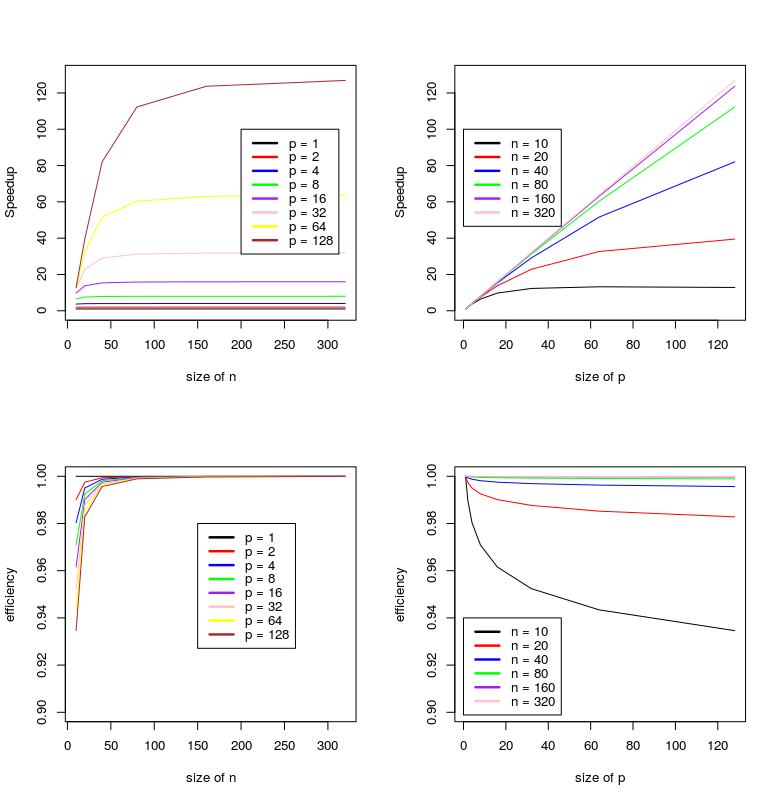 Speedup
0
20
40
60
80
100
120
0 50 100 150 200 250 300
size of n
p = 1
p = 2
p = 4
p = 8
p = 16
p = 32
p = 64
p = 128
Speedup
0
20
40
60
80
100
120
0 20 40 60 80 100 120
size of p
n = 10
n = 20
n = 40
n = 80
n = 160
n = 320
efficiency
0.90
0.92
0.94
0.96
0.98
1.00
0 50 100 150 200 250 300
size of n
p = 1
p = 2
p = 4
p = 8
p = 16
p = 32
p = 64
p = 128
efficiency
0.90
0.92
0.94
0.96
0.98
1.00
0 20 40 60 80 100 120
size of p
n = 10
n = 20
n = 40
n = 80
n = 160
n = 320